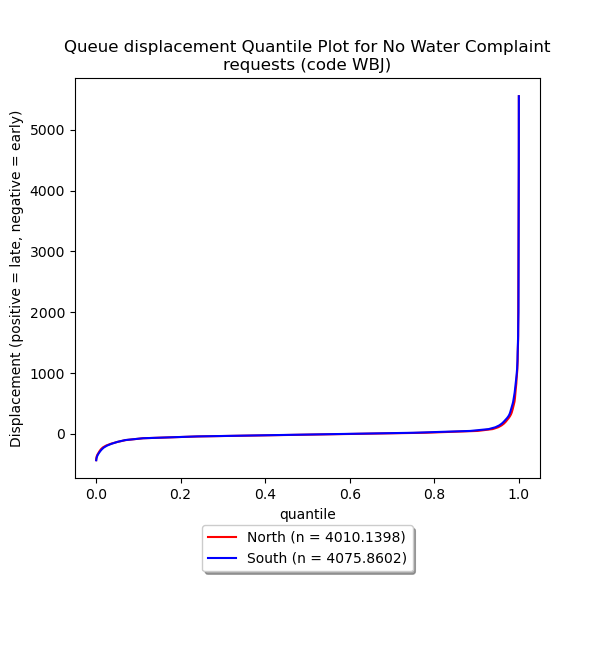 Queue displacement Quantile Plot for No Water Complaint
requests (code WBJ)
Displacement (positive = late, negative = early)
5000
4000
3000
2000
1000
0
0.0 0.2 0.4 0.6 0.8 1.0
quantile
North (n = 4010.1398)
South (n = 4075.8602)